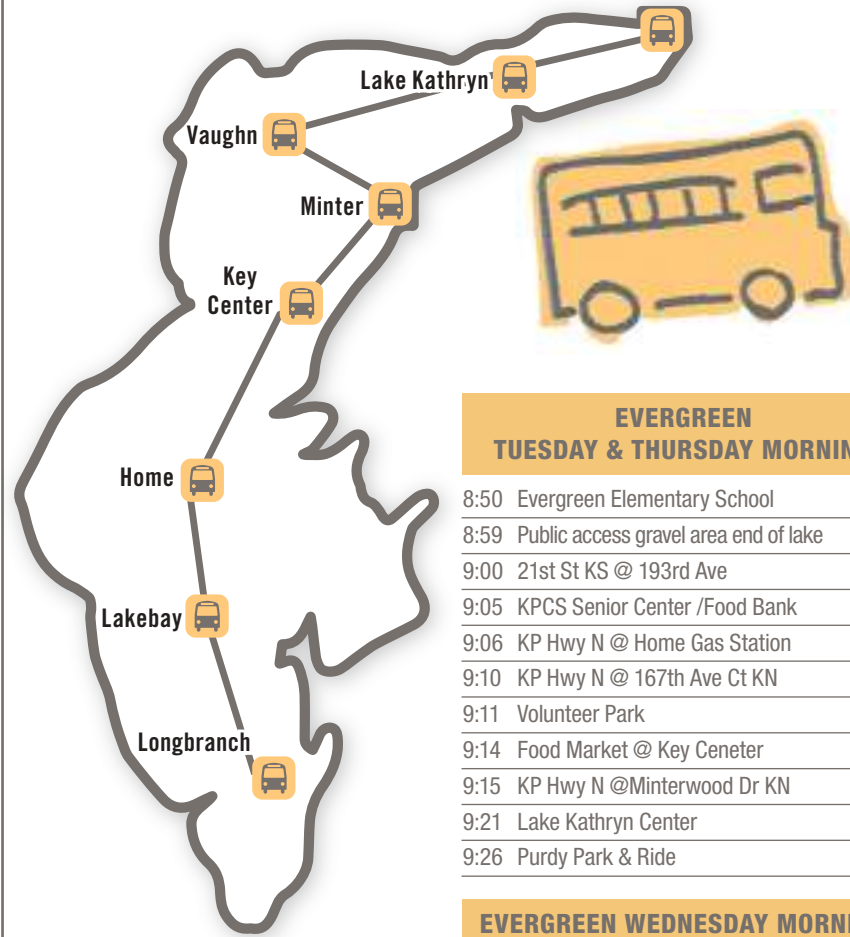 Lake Kathryn
Vaughn
Minter
Key
Center
Home
Lakebay
Longbranch
EVERGREEN
TUESDAY & THURSDAY
8:50 Evergreen Elementary School
8:59 Public access gravel area end of lake
9:00 21st St KS @ 193rd Ave
9:05 KPCS Senior Center /Food Bank
9:06 KP Hwy N @ Home Gas Station
9:10 KP Hwy N @ 167th Ave Ct KN
9:11 Volunteer Park
9:14 Food Market @ Key Ceneter
9:15 KP Hwy N @Minterwood Dr KN
9:21 Lake Kathryn Center
9:26 Purdy Park & Ride
EVERGREEN WEDNESDAY